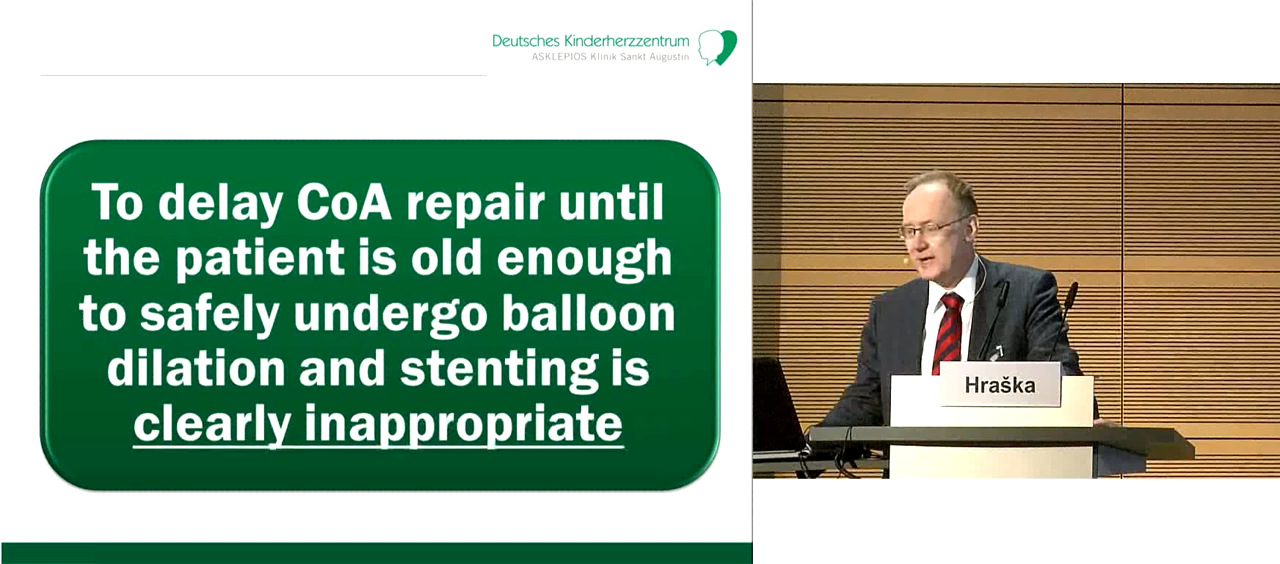 Deutsches Kinderherzzentrum
ASKLEPIOS Klinik Sankt Augustin
To delay CoA repair until
the patient is old enough
to safely undergo balloon
dilation and stenting is
clearly inappropriate
Hraška